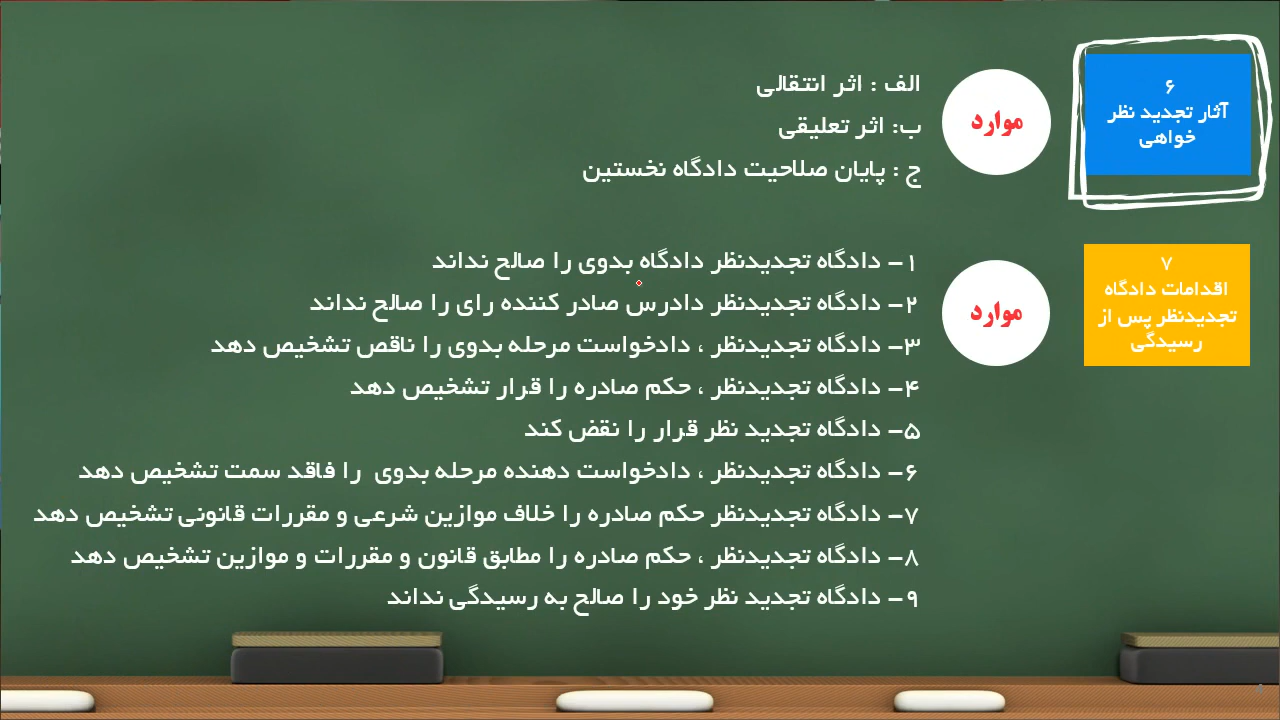 ۶
آثار تجدید نظر
خواهی
موارد
الف : اثر انتقالی
ب: اثر تعلیقی
ج : پایان صلاحیت دادگاه نخستین
۷
اقدامات دادگاه
تجدیدنظر پس از
رسیدگی
موارد
۱- دادگاه تجدیدنظر دادگاه بدوی را صالح نداند
۲- دادگاه تجدیدنظر دادرس صادر کننده رای را صالح نداند
۳- دادگاه تجدیدنظر ، دادخواست مرحله بدوی را ناقص تشخیص دهد
۴- دادگاه تجدیدنظر ، حکم صادره را قرار تشخیص دهد
۵- دادگاه تجدید نظر قرار را نقض کند
۶- دادگاه تجدیدنظر ، دادخواست دهنده مرحله بدوی را فاقد سمت تشخیص دهد
۷- دادگاه تجدیدنظر حکم صادره را خلاف موازین شرعی و مقررات قانونی تشخیص دهد
۸- دادگاه تجدیدنظر ، حکم صادره را مطابق قانون و مقررات و موازین تشخیص دهد
۹- دادگاه تجدید نظر خود را صالح به رسیدگی نداند